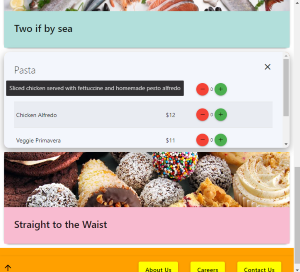 Two if by sea
Pasta
×
Sliced chicken served with fettuccine and homemade pesto alfredo
- 0 +
Chicken Alfredo $12 - 0 +
Veggie Primavera $11 - 0 +
Straight to the Waist
About Us Careers Contact Us